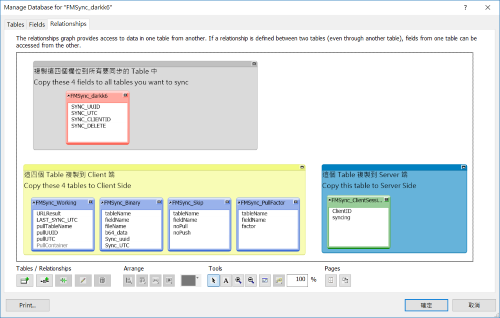 Manage Database for "FMSync_darkk6"
Tables
Fields
Relationships
The relationships graph provides access to data in one table from another. If a relationship is defined between two tables (even through another table), fields from one table can be
accessed from the other.
複製這四個欄位到所有要同步的 Table 中
Copy these 4 fields to all tables you want to sync
FMSync_darkk6
SYNC_UUID
SYNC_UTC
SYNC_CLIENTID
SYNC_DELETE
這四個 Table 複製到 Client 端
Copy these 4 tables to Client Side
FMSync_Working
URLResult
LAST_SYNC_UTC
pullTableName
pullUUID
pullUTC
PullContainer
FMSync_Binary
tableName
fieldName
fileName
b64_data
Sync_uuid
Sync_UTC
FMSync_Skip
tableName
fieldName
noPull
noPush
FMSync_PullFactor
tableName
fieldName
factor
這個 Table 複製到 Server 端
Copy this table to Server Side
FMSync_ClientSessi...
ClientID
syncing
Tables / Relationships
Arrange
Tools
Pages
A
100 %
Print...
確定
取消